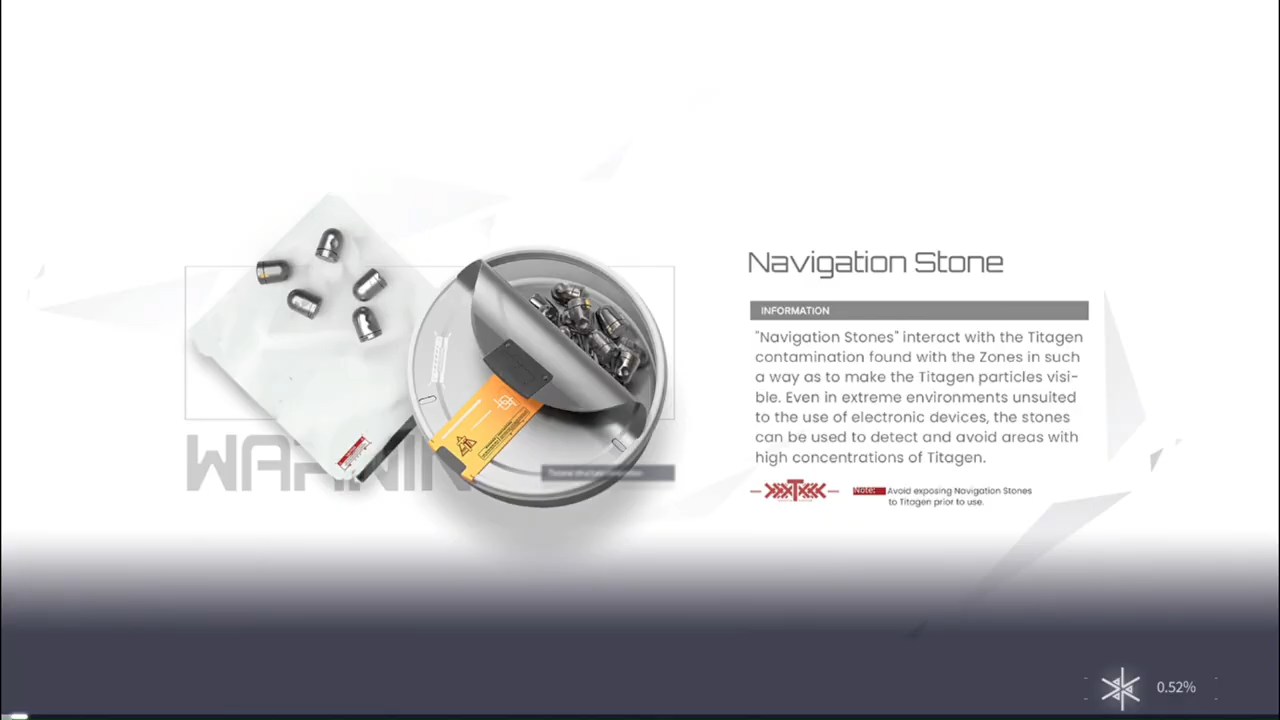 Navigation Stone
INFORMATION
"Navigation Stones" interact with the Titagen
contamination found with the Zones in such
a way as to make the Titagen particles visi-
ble. Even in extreme environments unsuited
to the use of electronic devices, the stones
can be used to detect and avoid areas with
high concentrations of Titagen.
Note: Avoid exposing Navigation Stones
to Titagen prior to use.
WARNIN
0.52%